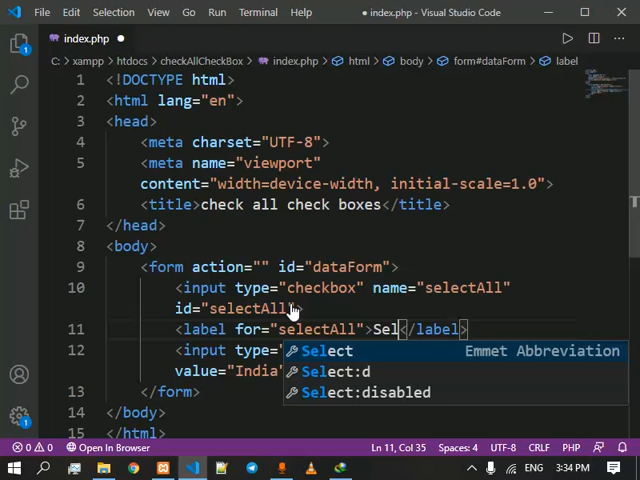 File Edit Selection View Go Run Terminal Help ● index.php - Visual Studio Code
index.php ●
C: > xampp > htdocs > checkAllCheckBox > index.php > html > body > form#dataForm > label
1 <!DOCTYPE html>
2 <html lang="en">
3 <head>
4 <meta charset="UTF-8">
5 <meta name="viewport"
content="width=device-width, initial-scale=1.0">
6 <title>check all check boxes</title>
7 </head>
8 <body>
9 <form action="" id="dataForm">
10 <input type="checkbox" name="selectAll"
id="selectAll">
11 <label for="selectAll">Sel</label>
12 <input type="
Select Emmet Abbreviation
value="India"
Select:d
13 </form>
Select:disabled
14 </body>
15 </html>
0 0 Open In Browser Ln 11, Col 35 Spaces: 4 UTF-8 CRLF PHP
ENG 3:34 PM
1
1